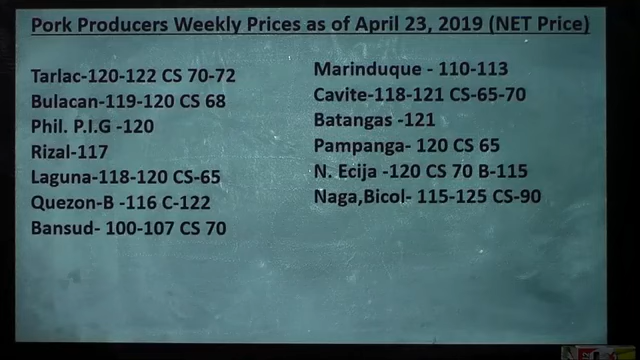 Pork Producers Weekly Prices as of April 23, 2019 (NET Price)
Tarlac-120-122 CS 70-72
Bulacan-119-120 CS 68
Phil. P.I.G -120
Rizal-117
Laguna-118-120 CS-65
Quezon-B -116 C-122
Bansud- 100-107 CS 70
Marinduque - 110-113
Cavite-118-121 CS-65-70
Batangas -121
Pampanga- 120 CS 65
N. Ecija -120 CS 70 B-115
Naga,Bicol- 115-125 CS-90